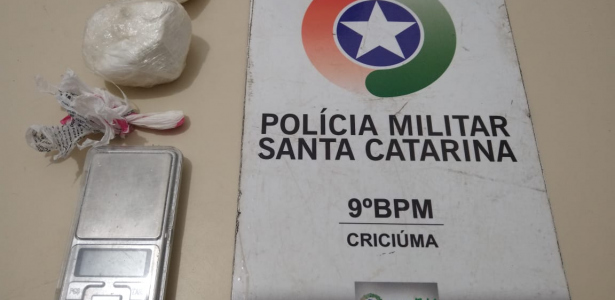 POLÍCIA MILITAR
SANTA CATARINA
9ºBPM
CRICIÚMA